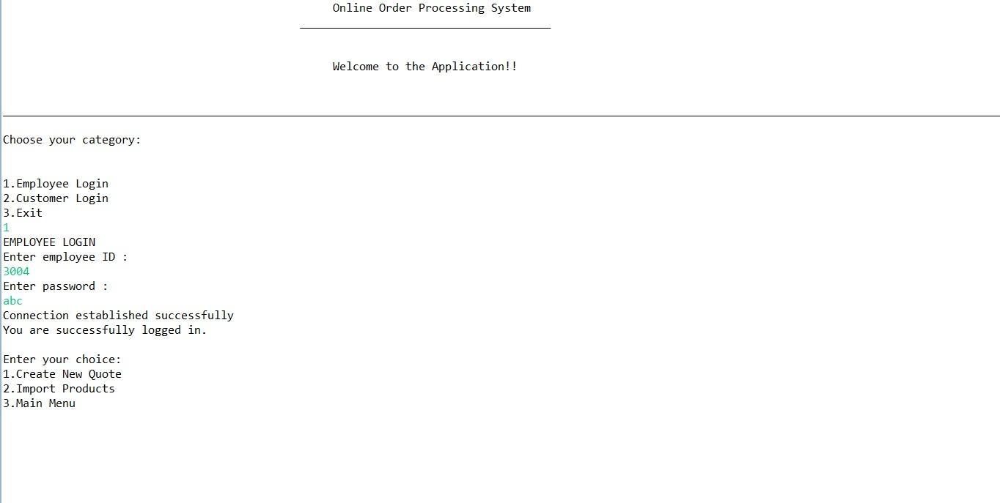 Online Order Processing System
Welcome to the Application!!
Choose your category:
1.Employee Login
2.Customer Login
3.Exit
1
EMPLOYEE LOGIN
Enter employee ID :
3004
Enter password :
abc
Connection established successfully
You are successfully logged in.
Enter your choice:
1.Create New Quote
2.Import Products
3.Main Menu